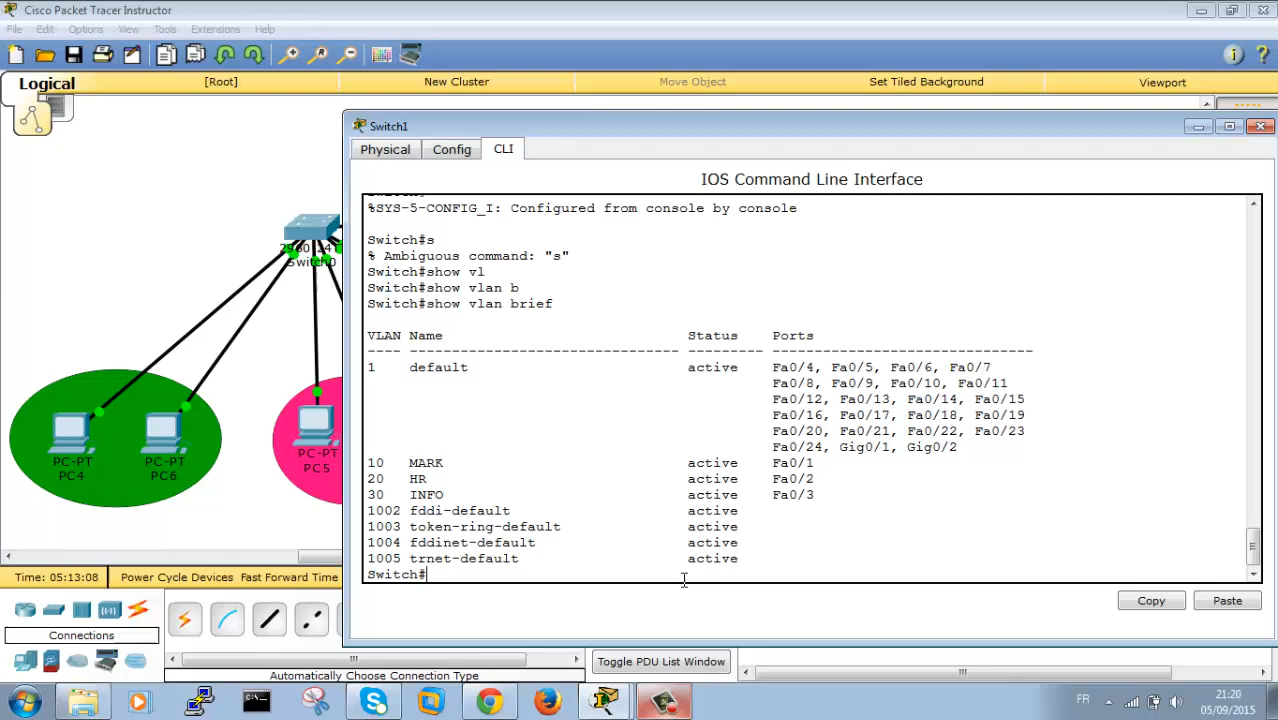 Cisco Packet Tracer Instructor
File Edit Options View Tools Extensions Help
Logical
[Root]
New Cluster
Move Object
Set Tiled Background
Viewport
Switch1
Physical Config CLI
IOS Command Line Interface
%SYS-5-CONFIG_I: Configured from console by console
Switch#s
% Ambiguous command: "s"
Switch#show vl
Switch#show vlan b
Switch#show vlan brief
VLAN Name Status Ports
---- -------------------------------- --------- -------------------------------
1 default active Fa0/4, Fa0/5, Fa0/6, Fa0/7
Fa0/8, Fa0/9, Fa0/10, Fa0/11
Fa0/12, Fa0/13, Fa0/14, Fa0/15
Fa0/16, Fa0/17, Fa0/18, Fa0/19
Fa0/20, Fa0/21, Fa0/22, Fa0/23
Fa0/24, Gig0/1, Gig0/2
10 MARK active Fa0/1
20 HR active Fa0/2
30 INFO active Fa0/3
1002 fddi-default active
1003 token-ring-default active
1004 fddinet-default active
1005 trnet-default active
Switch#
Copy Paste
Switch0
PC-PT
PC4
PC-PT
PC6
PC-PT
PC5
Time: 05:13:08 Power Cycle Devices Fast Forward Time
Connections
Automatically Choose Connection Type
Toggle PDU List Window
FR
21:20
05/09/2015